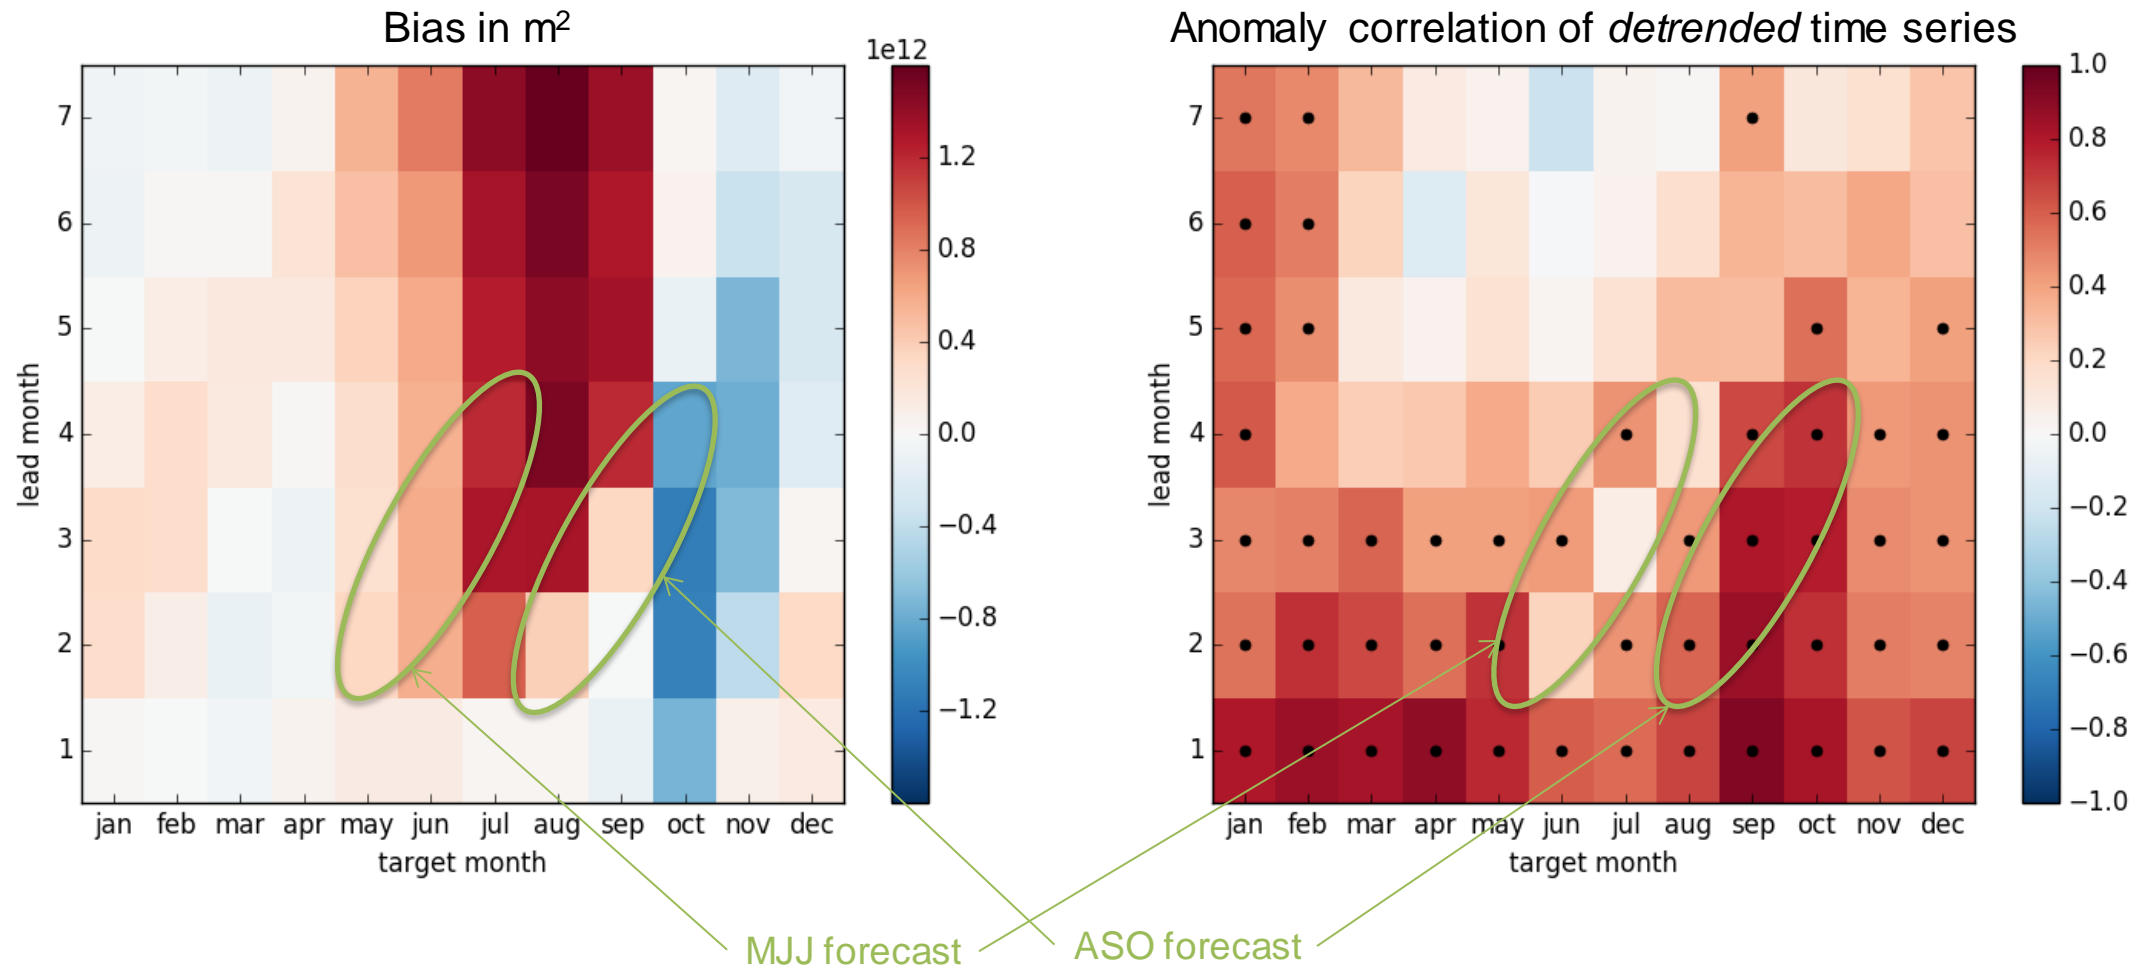 Bias in m²
Anomaly correlation of detrended time series
1e12
7
6
5
4
3
2
1
lead month
jan feb mar apr may jun jul aug sep oct nov dec
target month
1.2
0.8
0.4
0.0
−0.4
−0.8
−1.2
7
6
5
4
3
2
1
lead month
jan feb mar apr may jun jul aug sep oct nov dec
target month
1.0
0.8
0.6
0.4
0.2
0.0
−0.2
−0.4
−0.6
−0.8
−1.0
MJJ forecast
ASO forecast